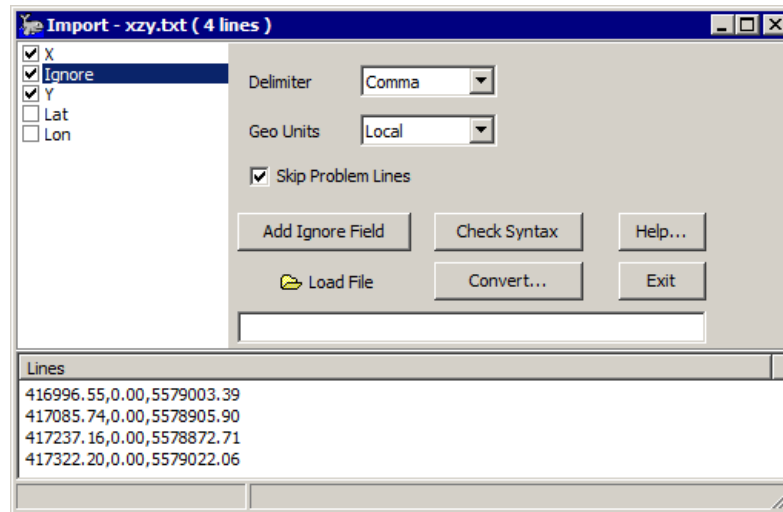 Import - xzy.txt ( 4 lines )
X
Ignore
Y
Lat
Lon
Delimiter
Comma
Geo Units
Local
Skip Problem Lines
Add Ignore Field
Check Syntax
Help...
Load File
Convert...
Exit
Lines
416996.55,0.00,5579003.39
417085.74,0.00,5578905.90
417237.16,0.00,5578872.71
417322.20,0.00,5579022.06